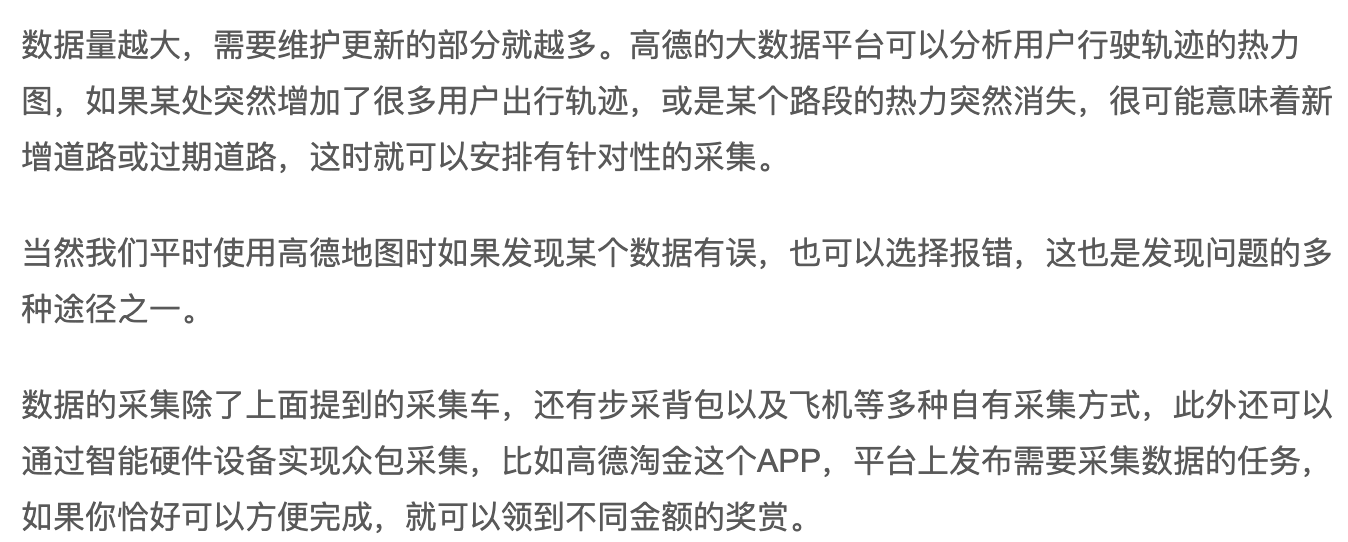 数据量越大，需要维护更新的部分就越多。高德的大数据平台可以分析用户行驶轨迹的热力
图，如果某处突然增加了很多用户出行轨迹，或是某个路段的热力突然消失，很可能意味着新
增道路或过期道路，这时就可以安排有针对性的采集。
当然我们平时使用高德地图时如果发现某个数据有误，也可以选择报错，这也是发现问题的多
种途径之一。
数据的采集除了上面提到的采集车，还有步采背包以及飞机等多种自有采集方式，此外还可以
通过智能硬件设备实现众包采集，比如高德淘金这个APP，平台上发布需要采集数据的任务，
如果你恰好可以方便完成，就可以领到不同金额的奖赏。